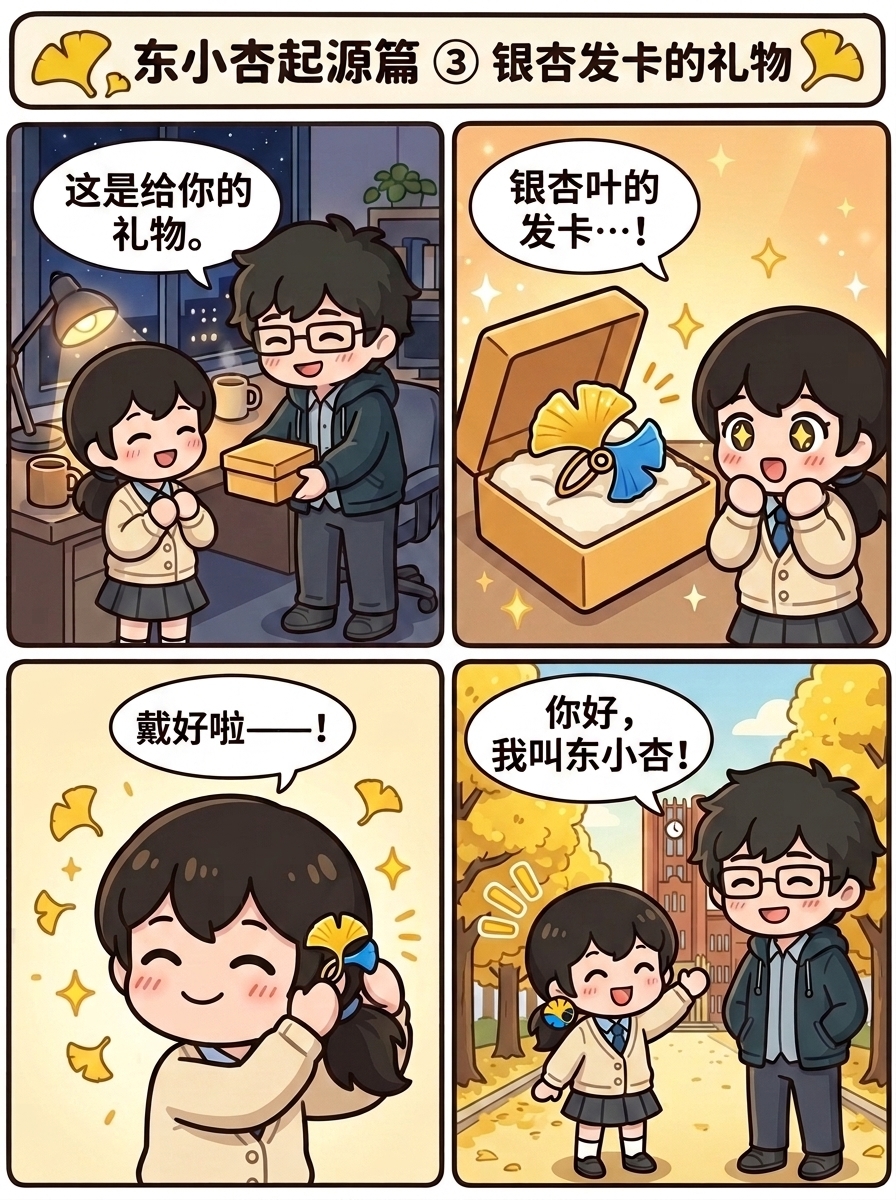 东小杏起源篇 ③ 银杏发卡的礼物
这是给你的
礼物。
银杏叶的
发卡…！
戴好啦——！
你好，
我叫东小杏！